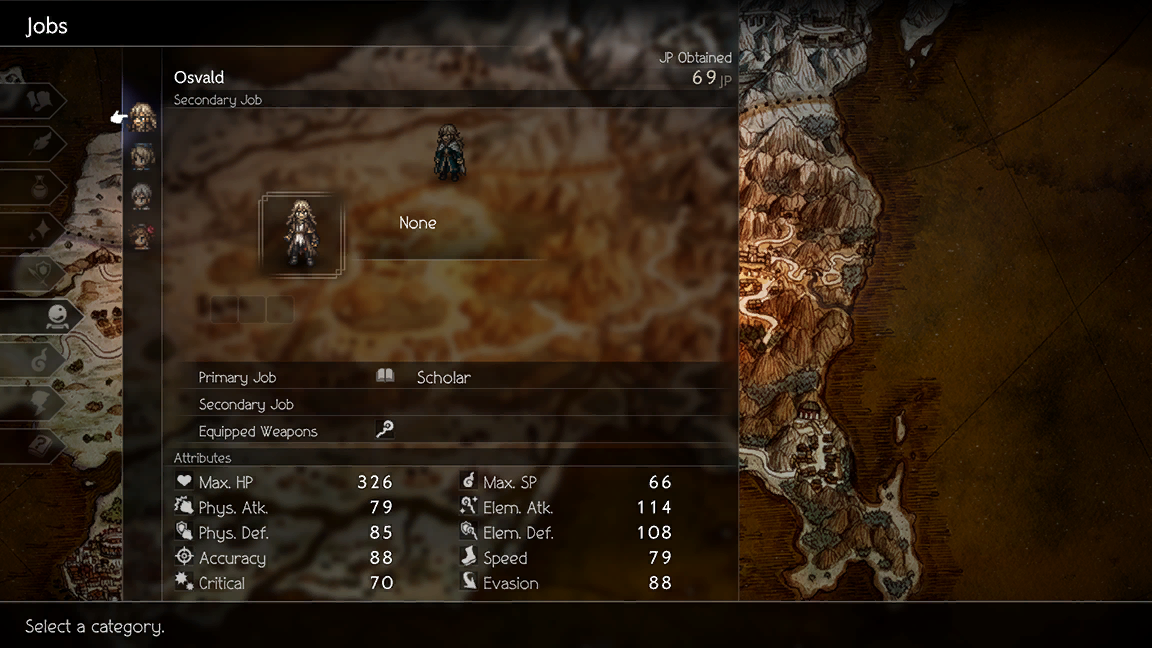 Jobs
JP Obtained
Osvald
69 JP
Secondary Job
None
Primary Job Scholar
Secondary Job
Equipped Weapons
Attributes
Max. HP 326 Max. SP 66
Phys. Atk. 79 Elem. Atk. 114
Phys. Def. 85 Elem. Def. 108
Accuracy 88 Speed 79
Critical 70 Evasion 88
Select a category.